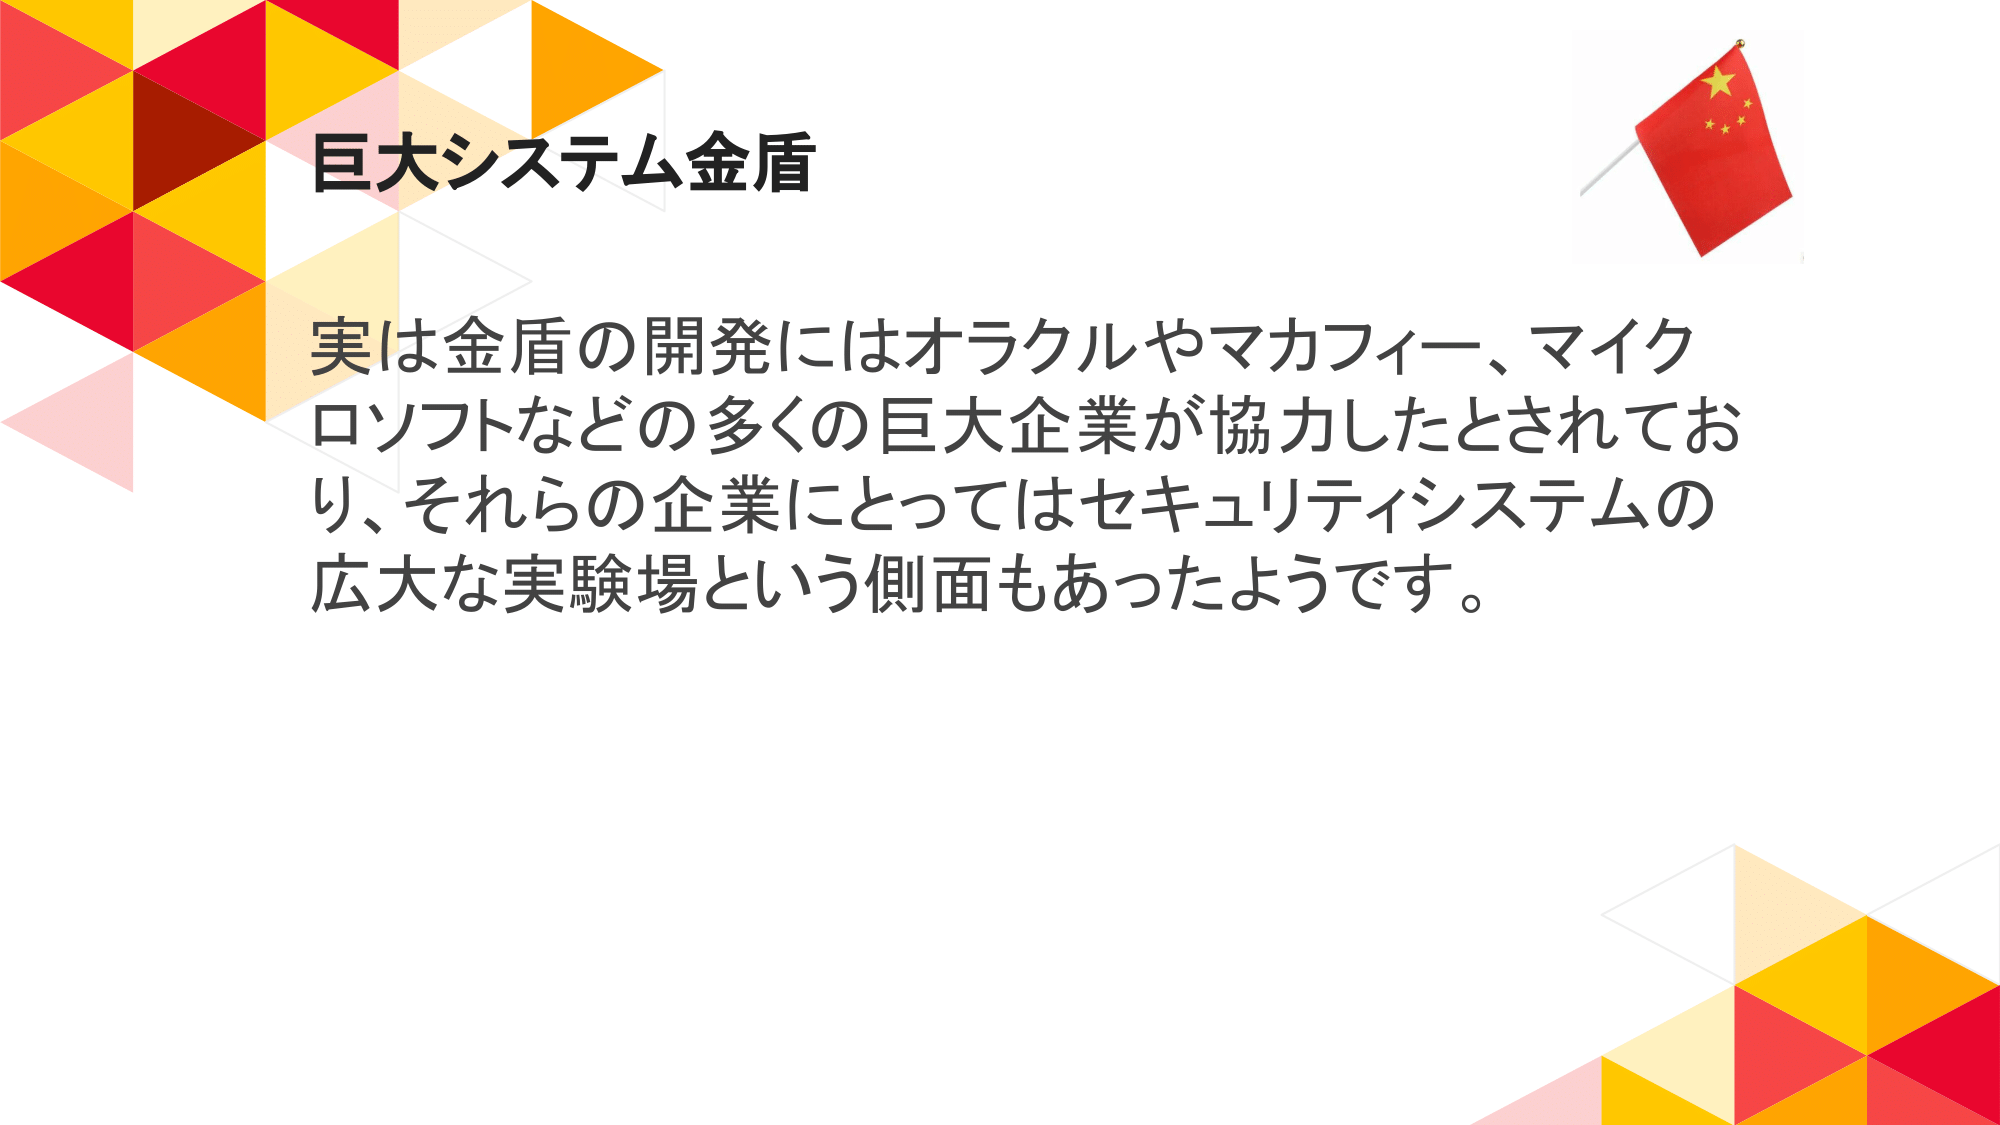 巨大システム金盾
実は金盾の開発にはオラクルやマカフィー、マイク
ロソフトなどの多くの巨大企業が協力したとされてお
り、それらの企業にとってはセキュリティシステムの
広大な実験場という側面もあったようです。